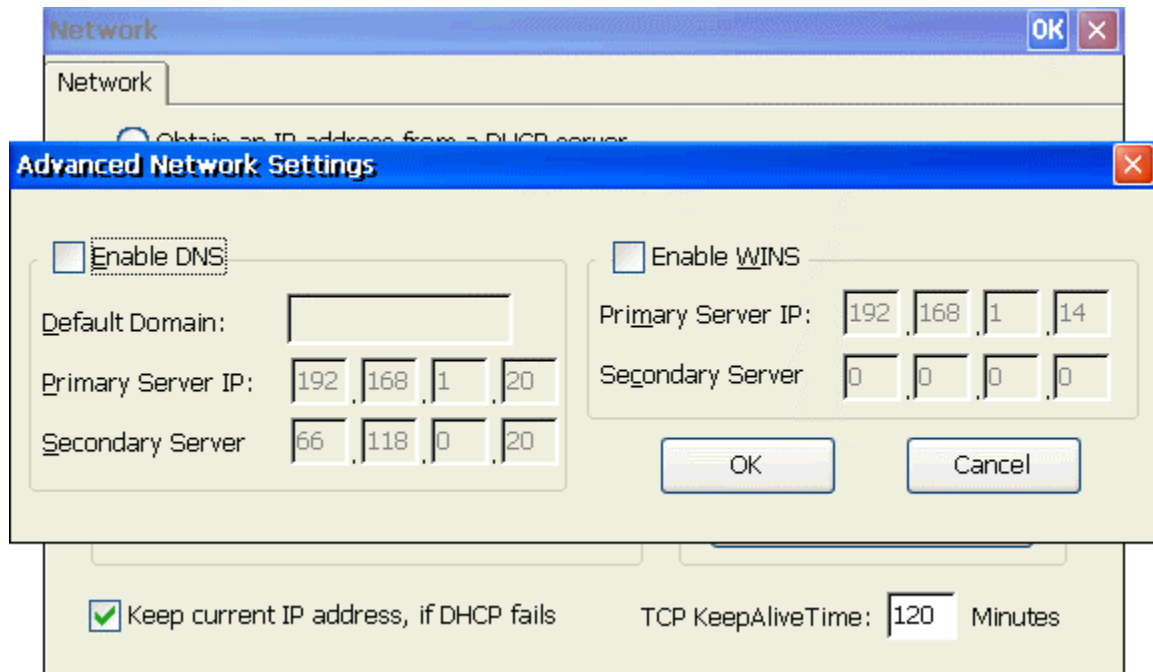 Network OK
Network
Obtain an IP address from a DHCP server
Advanced Network Settings
Enable DNS
Default Domain:
Primary Server IP: 192 . 168 . 1 . 20
Secondary Server 66 . 118 . 0 . 20
Enable WINS
Primary Server IP: 192 . 168 . 1 . 14
Secondary Server 0 . 0 . 0 . 0
OK Cancel
Keep current IP address, if DHCP fails TCP KeepAliveTime: 120 Minutes